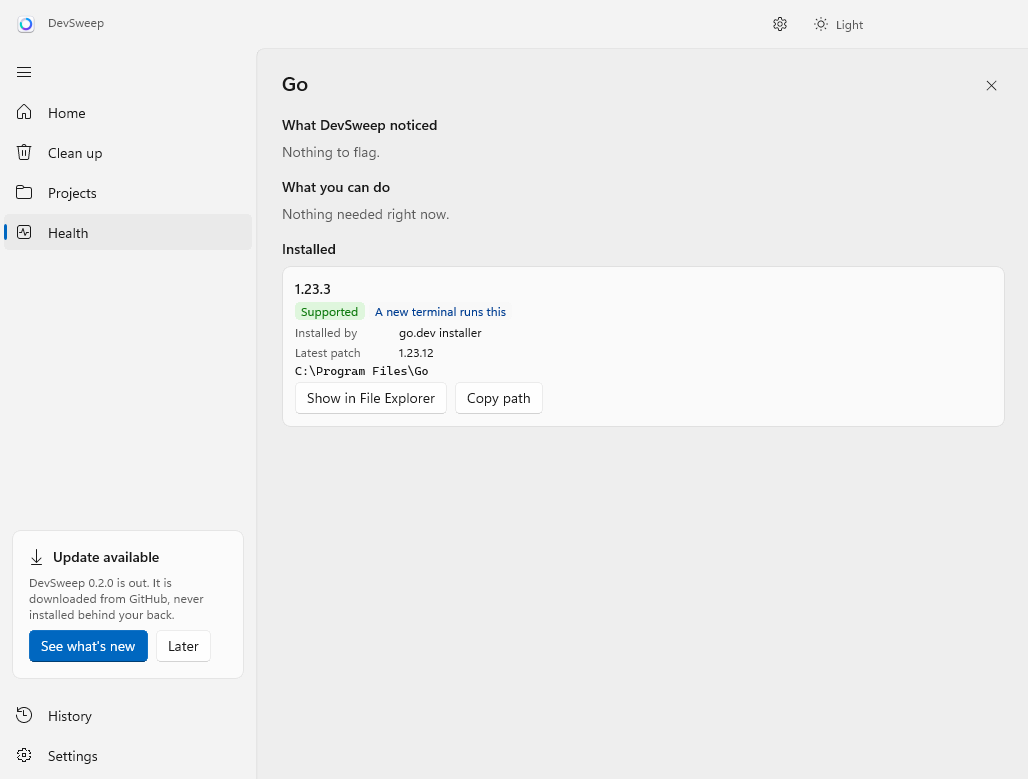 DevSweep
Light
Home
Clean up
Projects
Health
Update available
DevSweep 0.2.0 is out. It is
downloaded from GitHub, never
installed behind your back.
See what's new
Later
History
Settings
Go
What DevSweep noticed
Nothing to flag.
What you can do
Nothing needed right now.
Installed
1.23.3
Supported A new terminal runs this
Installed by go.dev installer
Latest patch 1.23.12
C:\Program Files\Go
Show in File Explorer Copy path